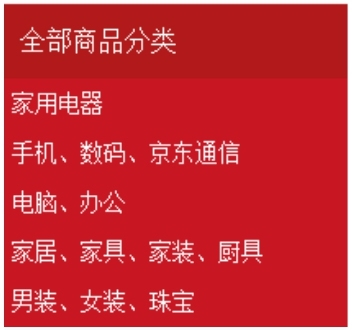 全部商品分类
家用电器
手机、数码、京东通信
电脑、办公
家居、家具、家装、厨具
男装、女装、珠宝